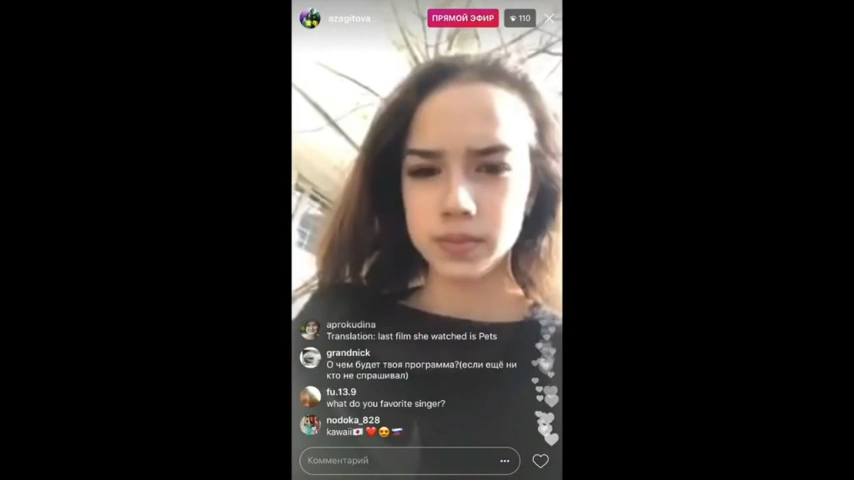 azagitova
ПРЯМОЙ ЭФИР
110
aprokudina
Translation: last film she watched is Pets
grandnick
О чем будет твоя программа?(если ещё ни
кто не спрашивал)
fu.13.9
what do you favorite singer?
nodoka_828
kawaii🇯🇵❤️😍🇷🇺
Комментарий